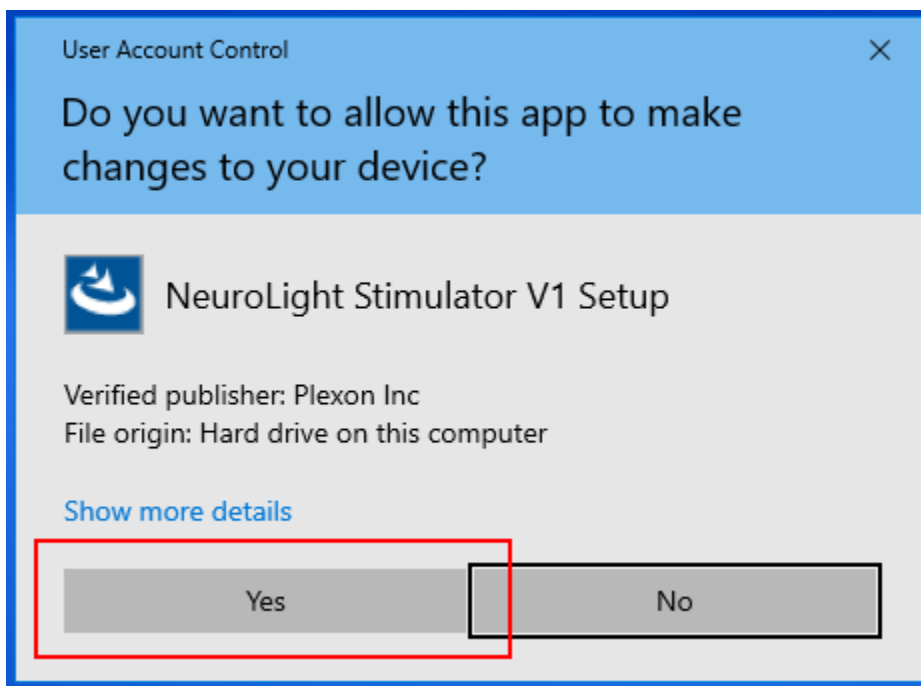 User Account Control
Do you want to allow this app to make
changes to your device?
NeuroLight Stimulator V1 Setup
Verified publisher: Plexon Inc
File origin: Hard drive on this computer
Show more details
Yes
No